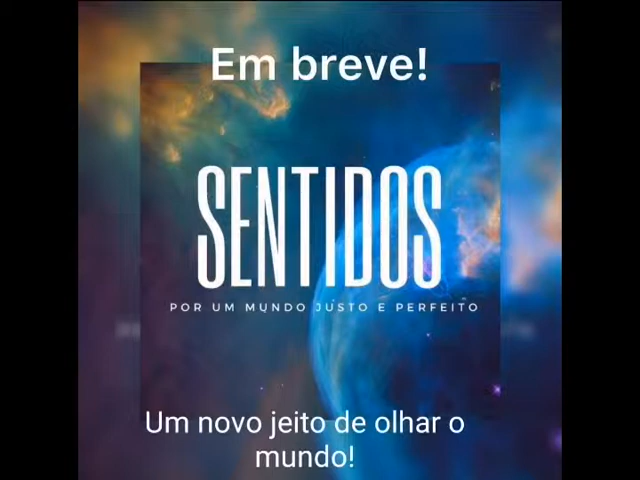 Em breve!
SENTIDOS
POR UM MUNDO JUSTO E PERFEITO
Um novo jeito de olhar o
mundo!